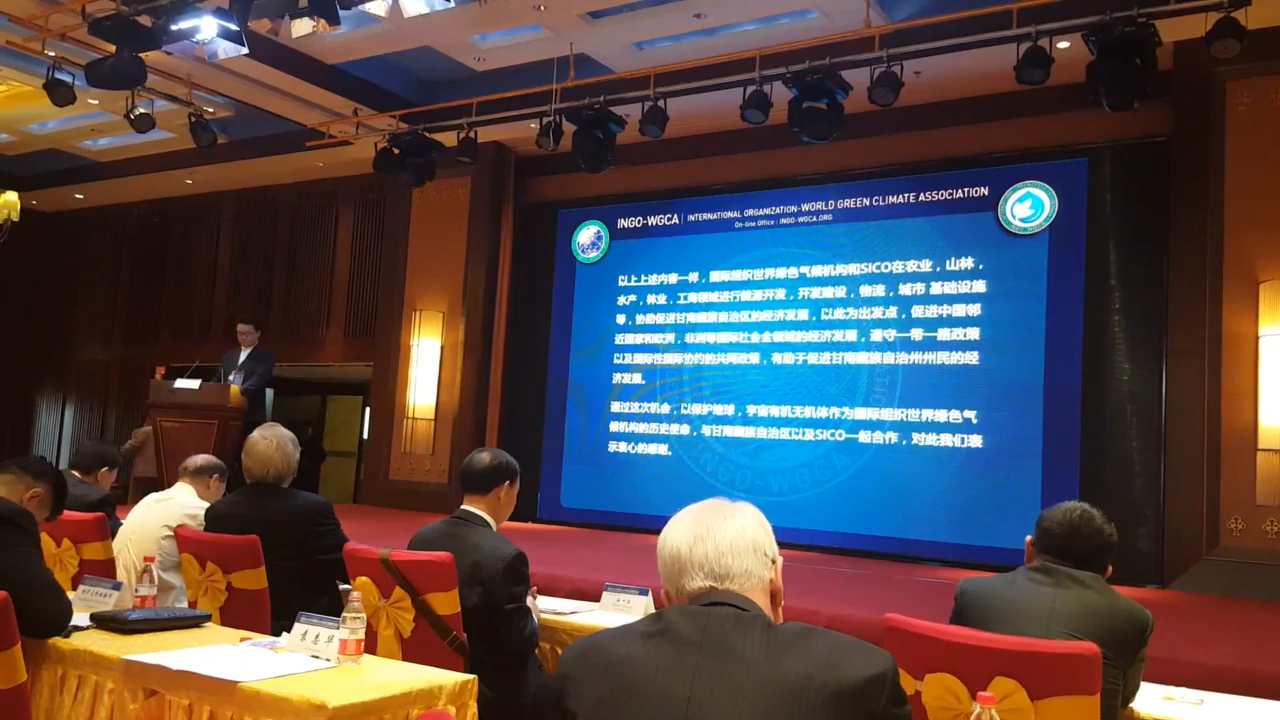 INGO-WGCA | INTERNATIONAL ORGANIZATION-WORLD GREEN CLIMATE ASSOCIATION
On-line Office : INGO-WGCA.ORG
以上上述内容一样，国际组织世界绿色气候机构和SICO在农业，山林，
水产，林业，工商领域进行能源开发，开发建设，物流，城市 基础设施
等，协助促进甘南藏族自治区的经济发展，以此为出发点，促进中国邻
近国家和欧洲，非洲等国际社会全领域的经济发展，遵守一带一路政策
以及国际性国际协约的共同政策，有助于促进甘南藏族自治州州民的经
济发展。
通过这次机会，以保护地球，宇宙有机无机体作为国际组织世界绿色气
候机构的历史使命，与甘南藏族自治区以及SICO一起合作，对此我们表
示衷心的感谢。
INGO-WGCA
袁志华